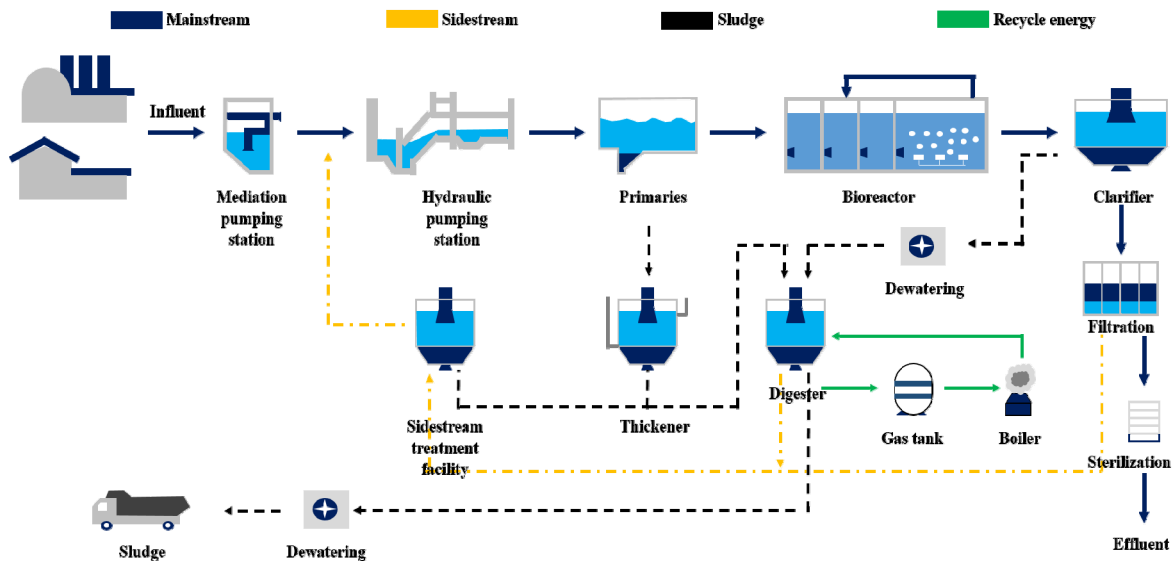 Mainstream
Sidestream
Sludge
Recycle energy
Influent
Mediation
pumping
station
Hydraulic
pumping
station
Primaries
Bioreactor
Clarifier
Dewatering
Filtration
Sidestream
treatment
facility
Thickener
Digester
Gas tank
Boiler
Sterilization
Sludge
Dewatering
Effluent